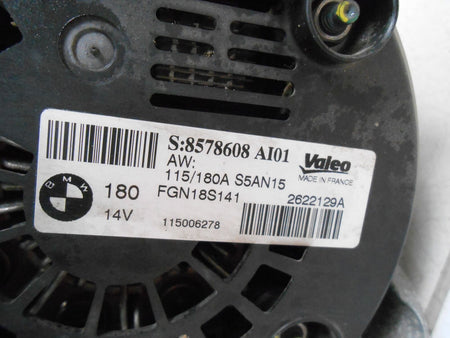 S:8578608 AI01
Valeo
AW:
MADE IN FRANCE
115/180A S5AN15
BMW
180
FGN18S141
2622129A
14V
115006278